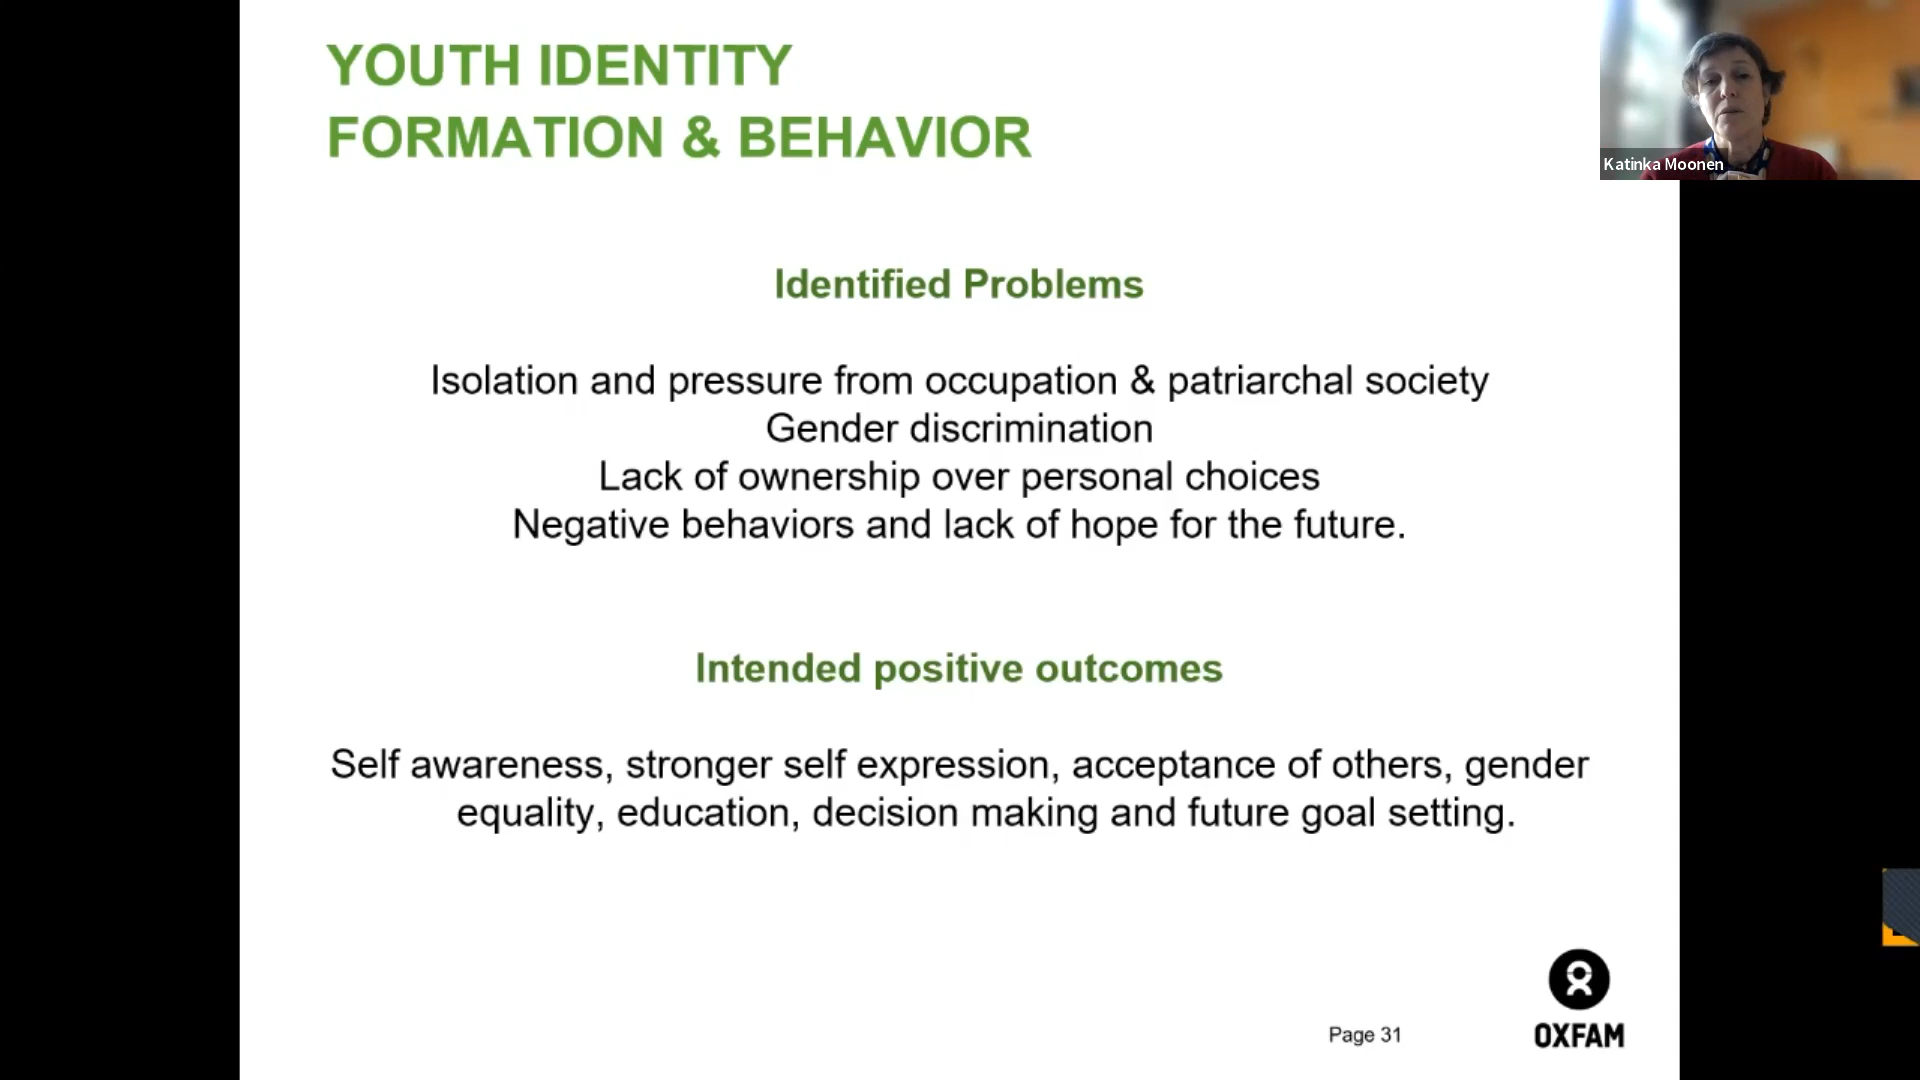 YOUTH IDENTITY
FORMATION & BEHAVIOR
Katinka Moonen
Identified Problems
Isolation and pressure from occupation & patriarchal society
Gender discrimination
Lack of ownership over personal choices
Negative behaviors and lack of hope for the future.
Intended positive outcomes
Self awareness, stronger self expression, acceptance of others, gender
equality, education, decision making and future goal setting.
Page 31
OXFAM